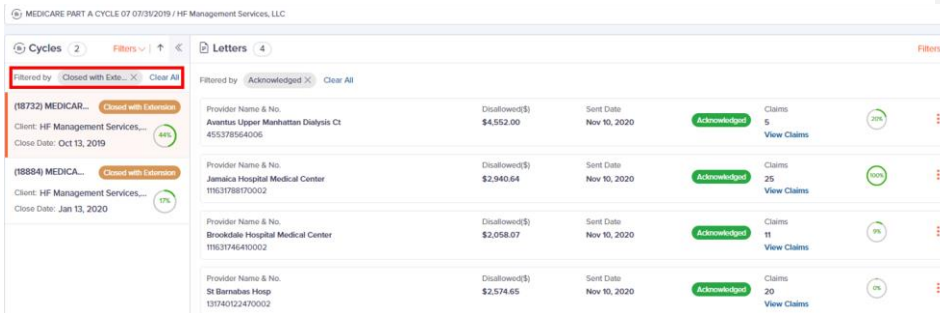 MEDICARE PART A CYCLE 07 07/31/2019 / HF Management Services, LLC
Cycles 2 Filters
Filtered by Closed with Exte... X Clear All
(18732) MEDICAR... Closed with Extension
Client: HF Management Services,...
44%
Close Date: Oct 13, 2019
(18884) MEDICA... Closed with Extension
Client: HF Management Services,...
17%
Close Date: Jan 13, 2020
Letters 4 Filters
Filtered by Acknowledged X Clear All
Provider Name & No. Disallowed($) Sent Date Claims
Avantus Upper Manhattan Dialysis Ct $4,552.00 Nov 10, 2020 Acknowledged 5 20%
455378564006 View Claims
Provider Name & No. Disallowed($) Sent Date Claims
Jamaica Hospital Medical Center $2,940.64 Nov 10, 2020 Acknowledged 25 100%
111631788170002 View Claims
Provider Name & No. Disallowed($) Sent Date Claims
Brookdale Hospital Medical Center $2,058.07 Nov 10, 2020 Acknowledged 11 9%
111631746410002 View Claims
Provider Name & No. Disallowed($) Sent Date Claims
St Barnabas Hosp $2,574.65 Nov 10, 2020 Acknowledged 20 0%
131740122470002 View Claims